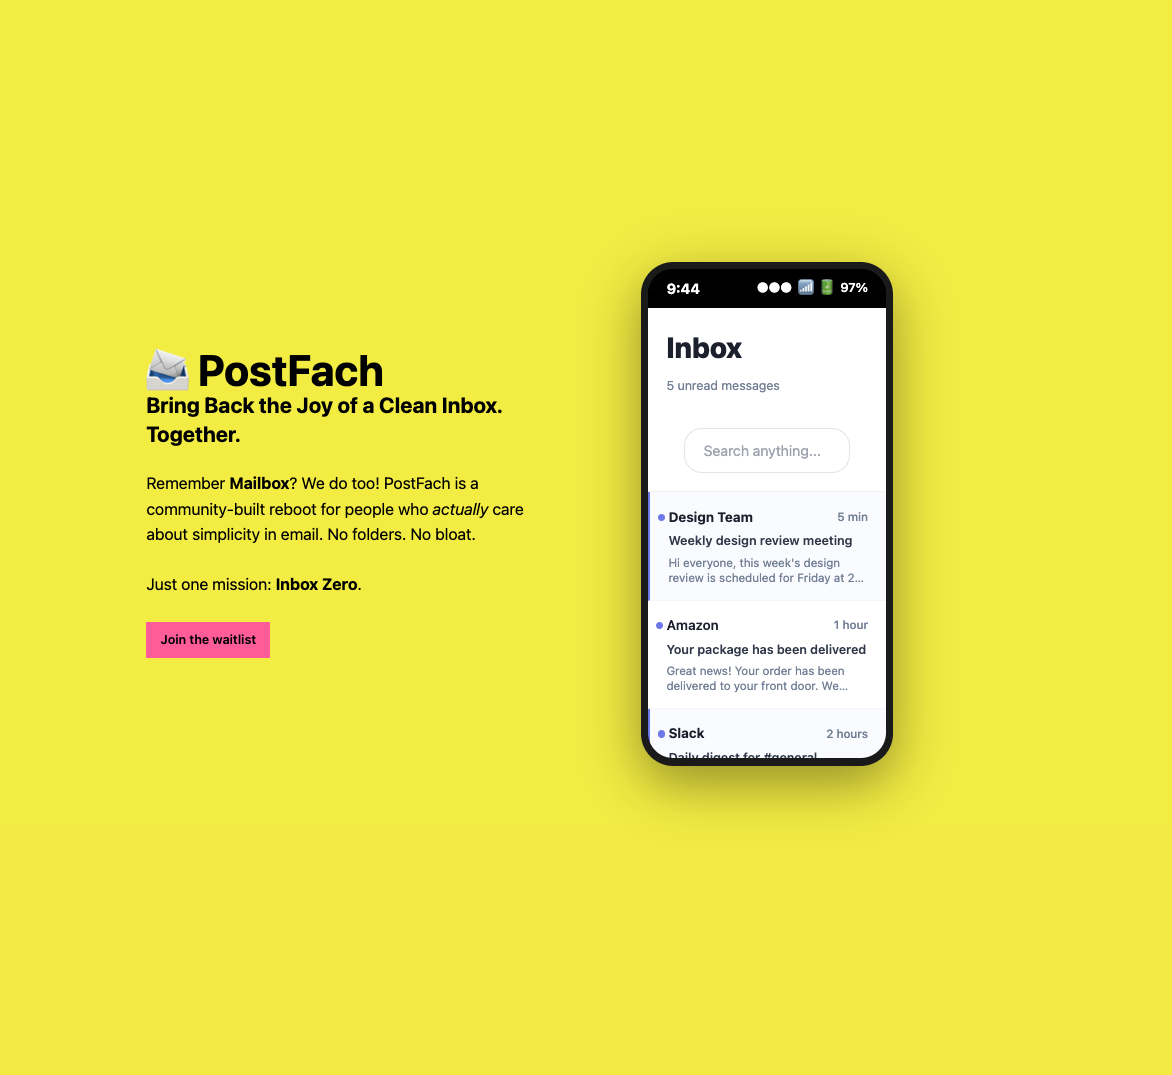 PostFach
Bring Back the Joy of a Clean Inbox.
Together.
Remember Mailbox? We do too! PostFach is a
community-built reboot for people who actually care
about simplicity in email. No folders. No bloat.
Just one mission: Inbox Zero.
Join the waitlist
9:44
97%
Inbox
5 unread messages
Search anything...
Design Team 5 min
Weekly design review meeting
Hi everyone, this week's design
review is scheduled for Friday at 2...
Amazon 1 hour
Your package has been delivered
Great news! Your order has been
delivered to your front door. We...
Slack 2 hours
Daily digest for #general